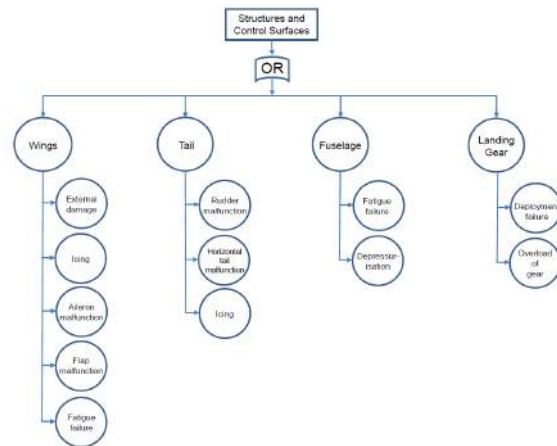 Structures and
Control Surfaces
OR
Wings
Tail
Fuselage
Landing
Gear
External
damage
Icing
Aileron
malfunction
Flap
malfunction
Fatigue
failure
Rudder
malfunction
Horizontal
tail
malfunction
Icing
Fatigue
failure
Depressur-
isation
Deployment
failure
Overload
of
gear